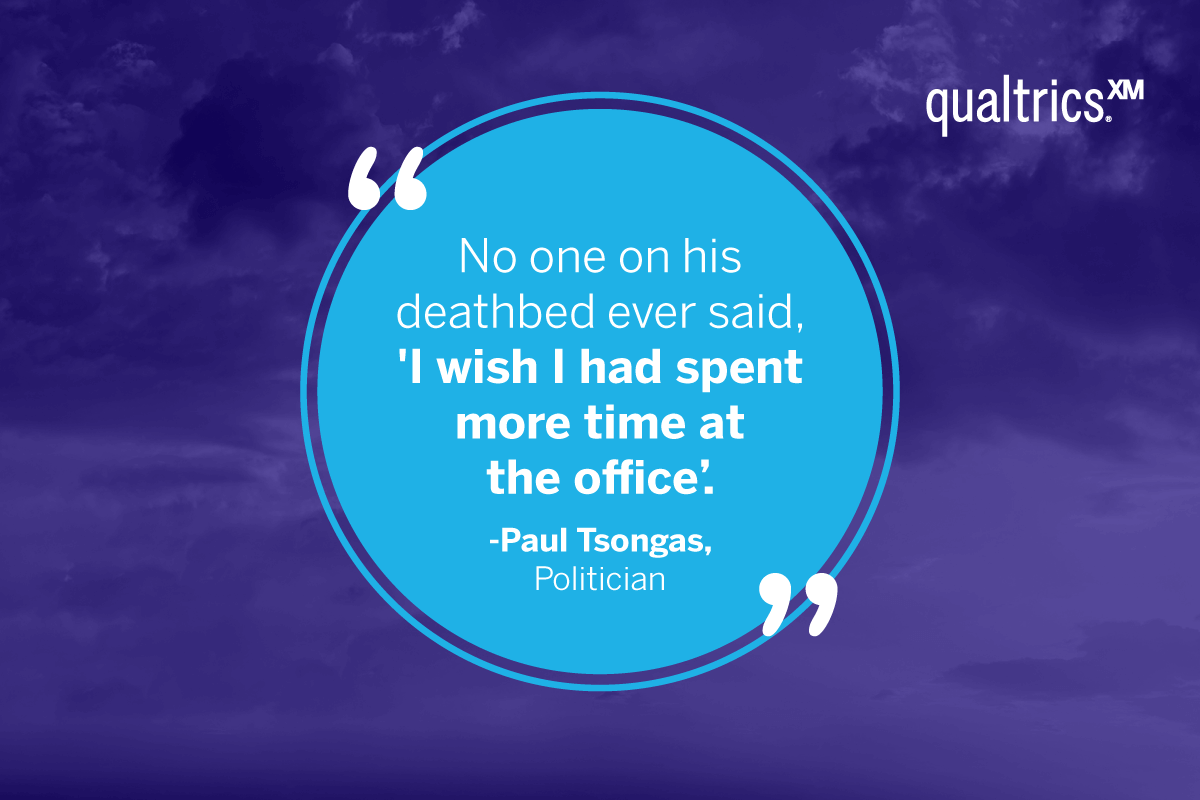 qualtrics.XM
®
“
No one on his
deathbed ever said,
'I wish I had spent
more time at
the office’.
-Paul Tsongas,
Politician
”